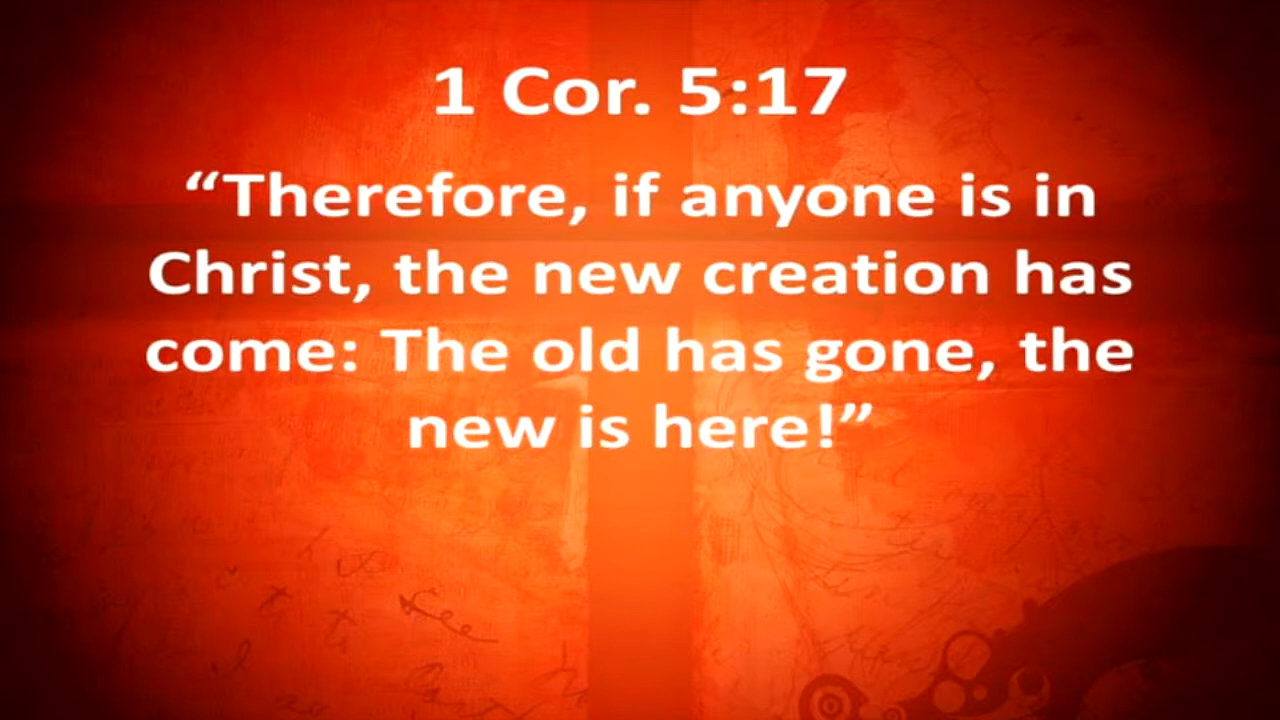 1 Cor. 5:17
“Therefore, if anyone is in
Christ, the new creation has
come: The old has gone, the
new is here!”